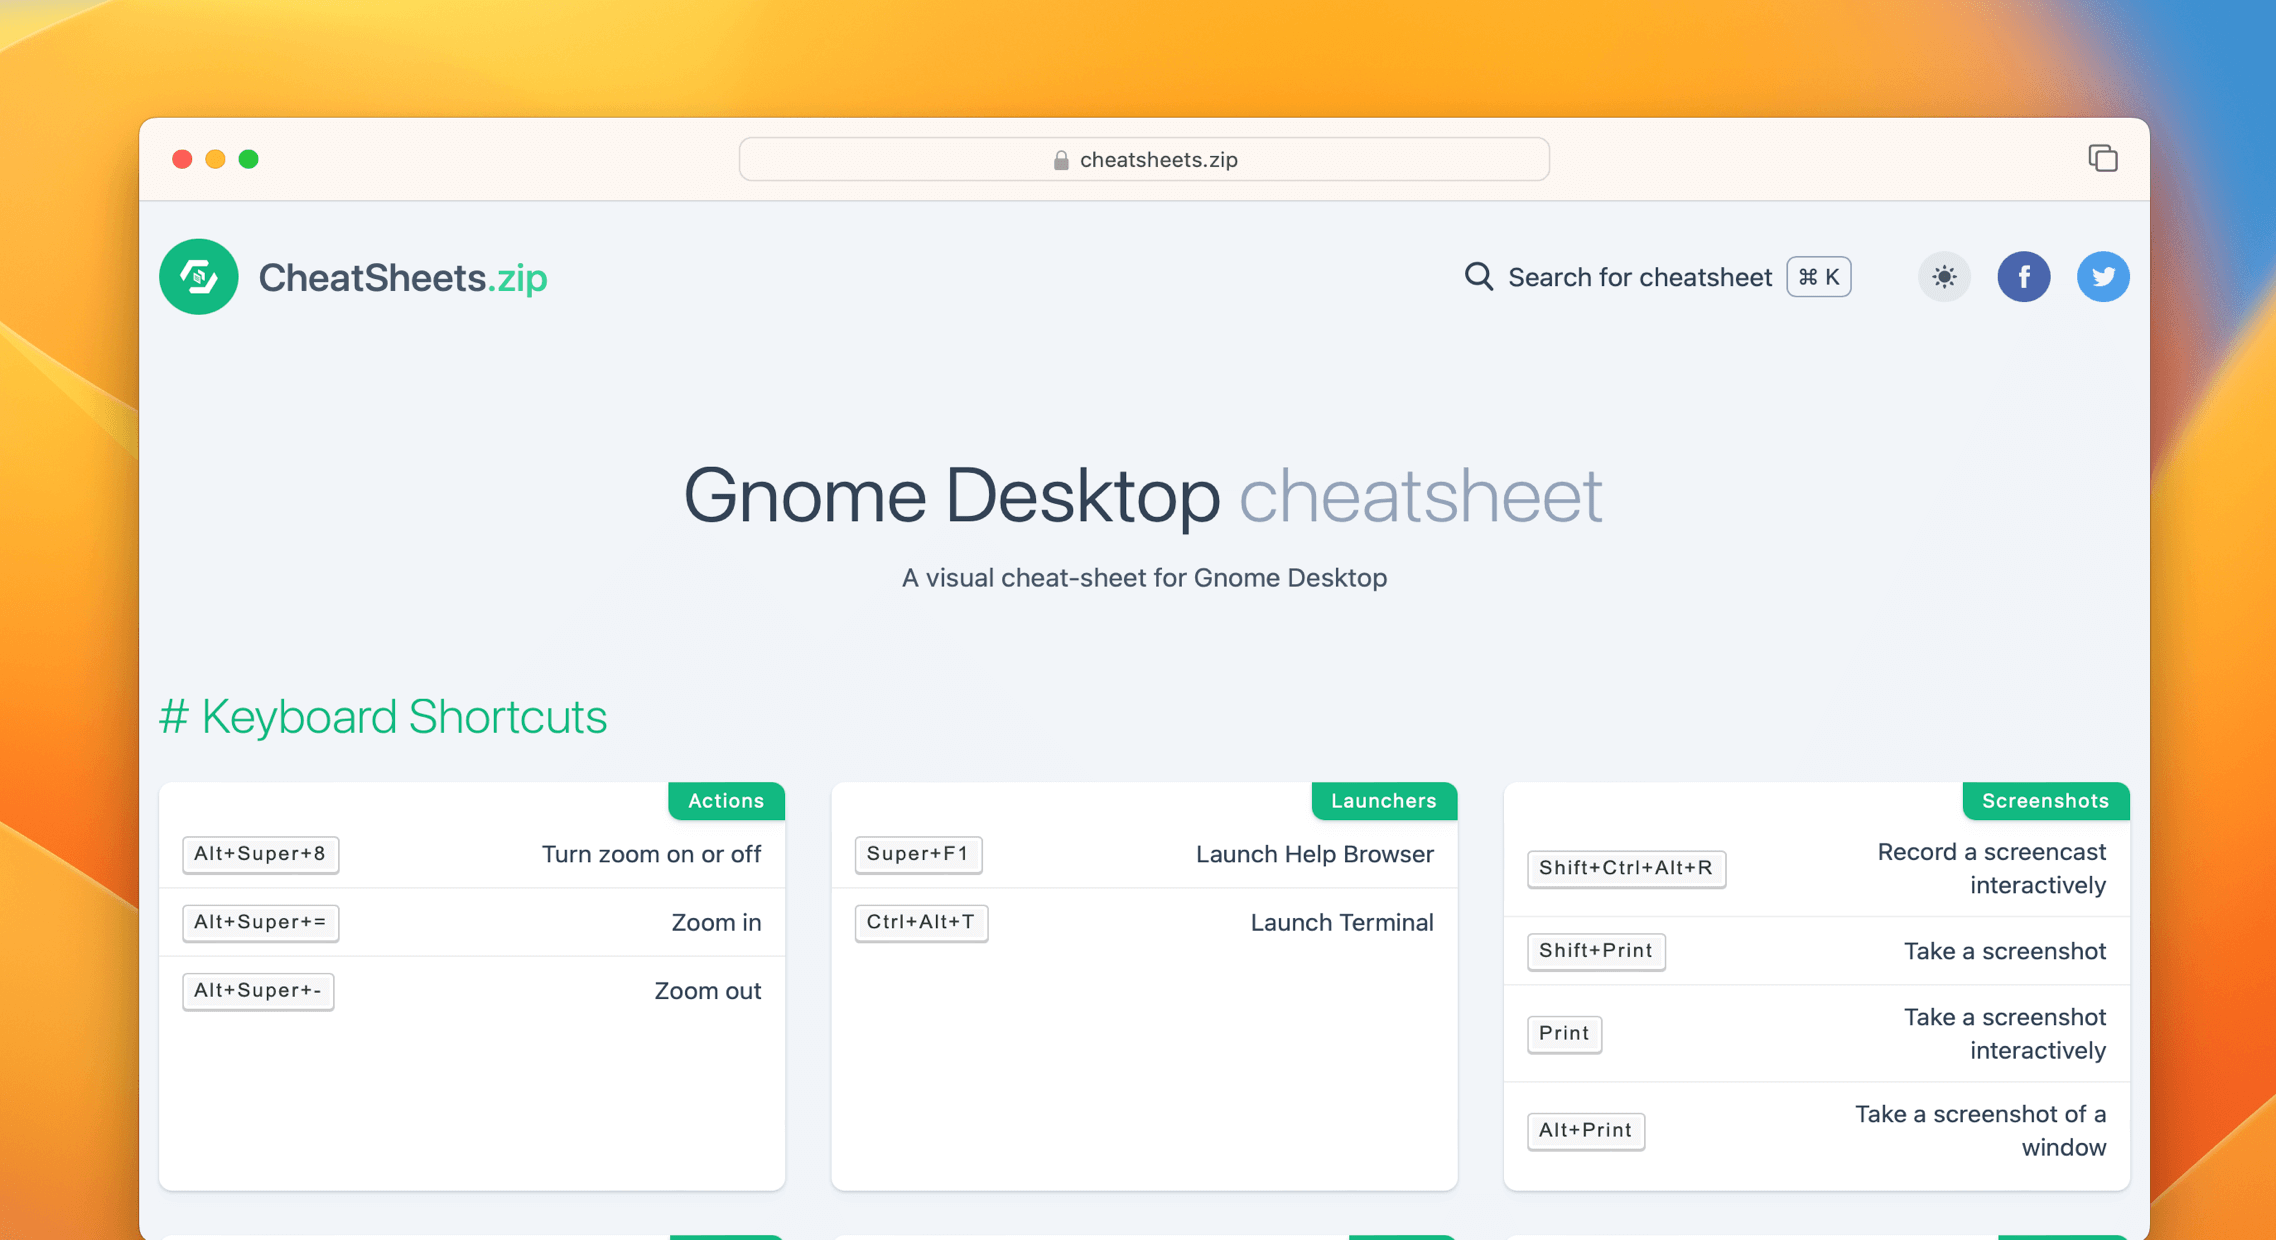 cheatsheets.zip
CheatSheets.zip
Search for cheatsheet ⌘ K
Gnome Desktop cheatsheet
A visual cheat-sheet for Gnome Desktop
# Keyboard Shortcuts
Actions
Alt+Super+8 Turn zoom on or off
Alt+Super+= Zoom in
Alt+Super+- Zoom out
Launchers
Super+F1 Launch Help Browser
Ctrl+Alt+T Launch Terminal
Screenshots
Shift+Ctrl+Alt+R Record a screencast
interactively
Shift+Print Take a screenshot
Print Take a screenshot
interactively
Alt+Print Take a screenshot of a
window